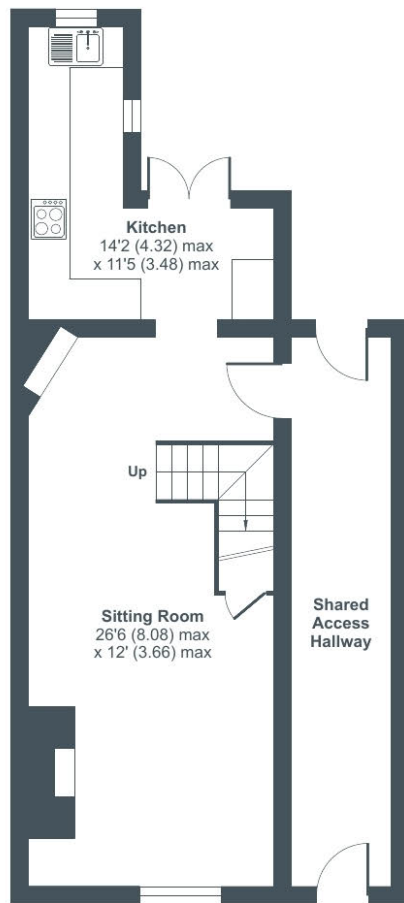 Kitchen
14'2 (4.32) max
x 11'5 (3.48) max
Up
Sitting Room
26'6 (8.08) max
x 12' (3.66) max
Shared
Access
Hallway